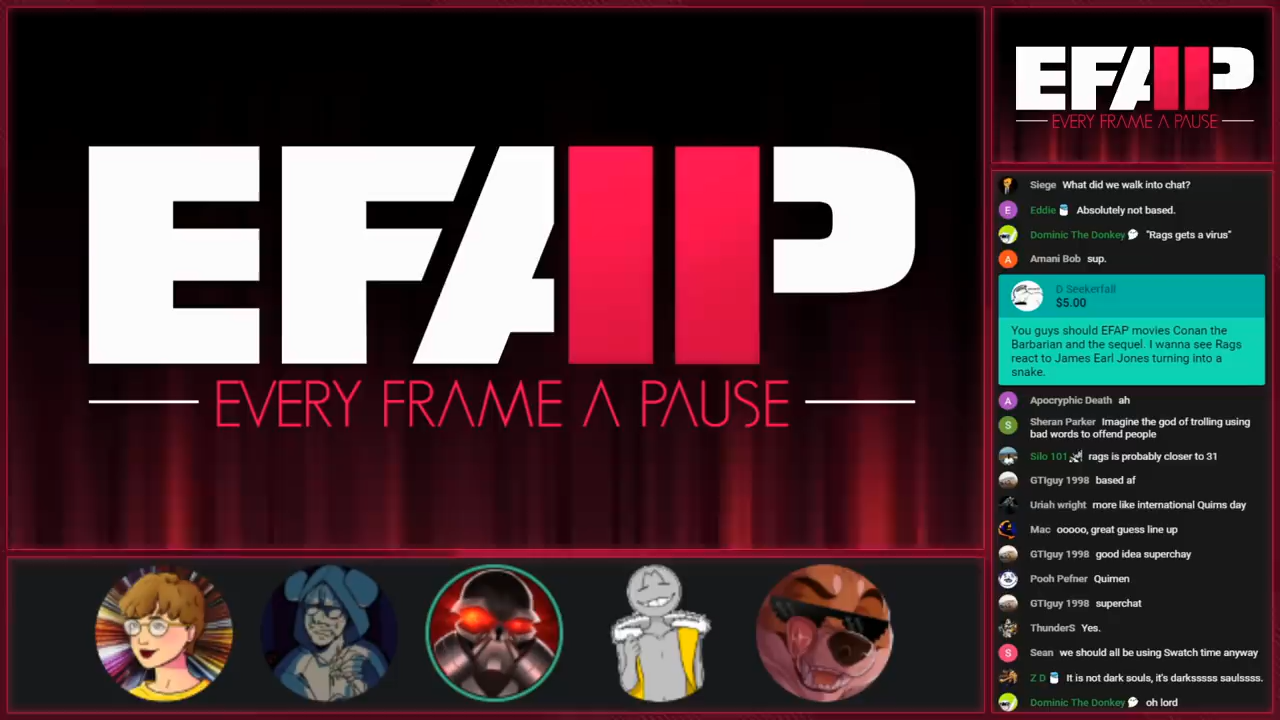 EFAP
EVERY FRAME A PAUSE
EFAP
EVERY FRAME A PAUSE
Siege What did we walk into chat?
E Eddie Absolutely not based.
Dominic The Donkey "Rags gets a virus"
A Amani Bob sup.
D Seekerfall
$5.00
You guys should EFAP movies Conan the
Barbarian and the sequel. I wanna see Rags
react to James Earl Jones turning into a
snake.
A Apocryphic Death ah
S Sheran Parker Imagine the god of trolling using
bad words to offend people
Silo 101 rags is probably closer to 31
GTIguy 1998 based af
Uriah wright more like international Quims day
Mac ooooo, great guess line up
GTIguy 1998 good idea superchay
Pooh Pefner Quimen
GTIguy 1998 superchat
ThunderS Yes.
S Sean we should all be using Swatch time anyway
Z D It is not dark souls, it's darksssss saulssss.
Dominic The Donkey oh lord